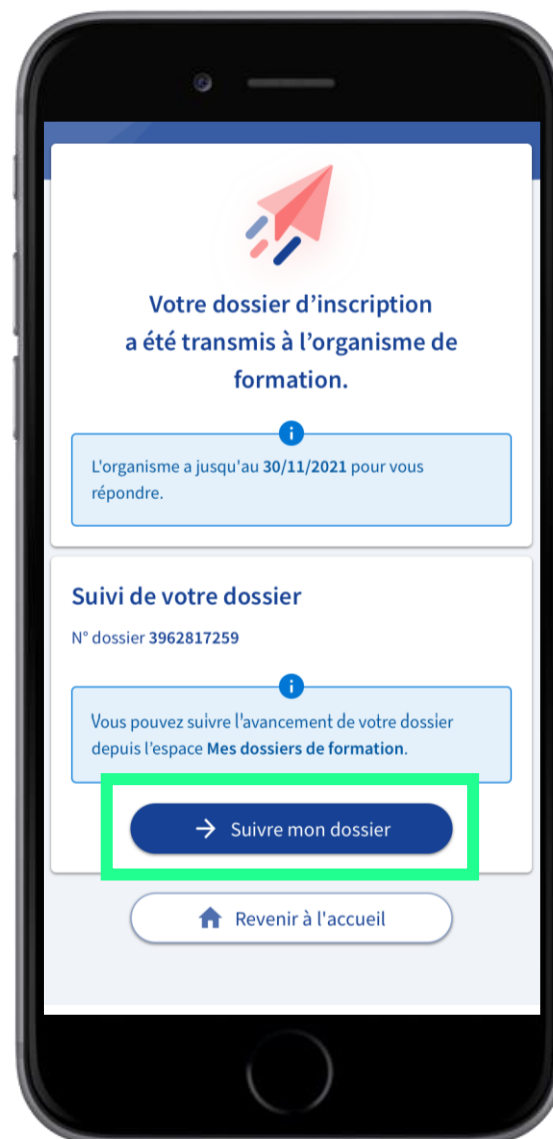 Votre dossier d’inscription
a été transmis à l’organisme de
formation.
L'organisme a jusqu'au 30/11/2021 pour vous
répondre.
Suivi de votre dossier
N° dossier 3962817259
Vous pouvez suivre l’avancement de votre dossier
depuis l’espace Mes dossiers de formation.
Suivre mon dossier
Revenir à l'accueil